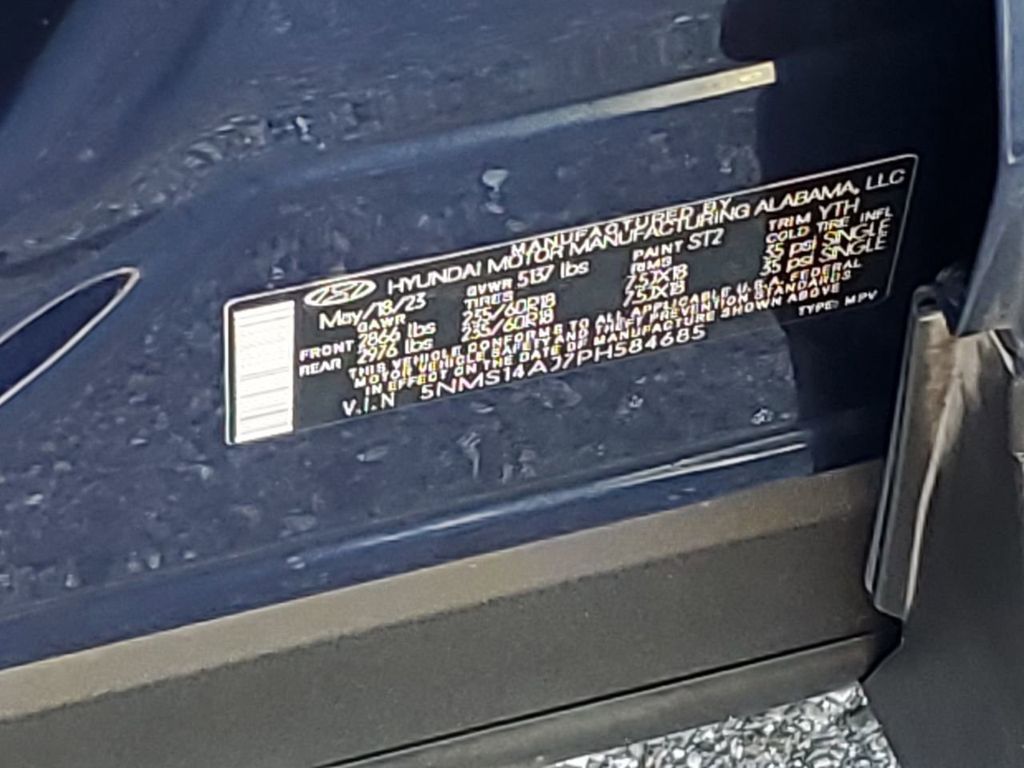 MANUFACTURED BY
HYUNDAI MOTOR MANUFACTURING ALABAMA, LLC
May/18/23 GVWR 5137 lbs PAINT ST2 TRIM YTH
GAWR TIRES RIMS COLD TIRE INFL
FRONT 2866 lbs 235/60R18 7.5JX18 35 psi SINGLE
REAR 2976 lbs 235/60R18 7.5JX18 35 psi SINGLE
THIS VEHICLE CONFORMS TO ALL APPLICABLE U.S.A. FEDERAL
MOTOR VEHICLE SAFETY AND THEFT PREVENTION STANDARDS
IN EFFECT ON THE DATE OF MANUFACTURE SHOWN ABOVE
V.I.N 5NMS14AJ7PH584685 TYPE: MPV